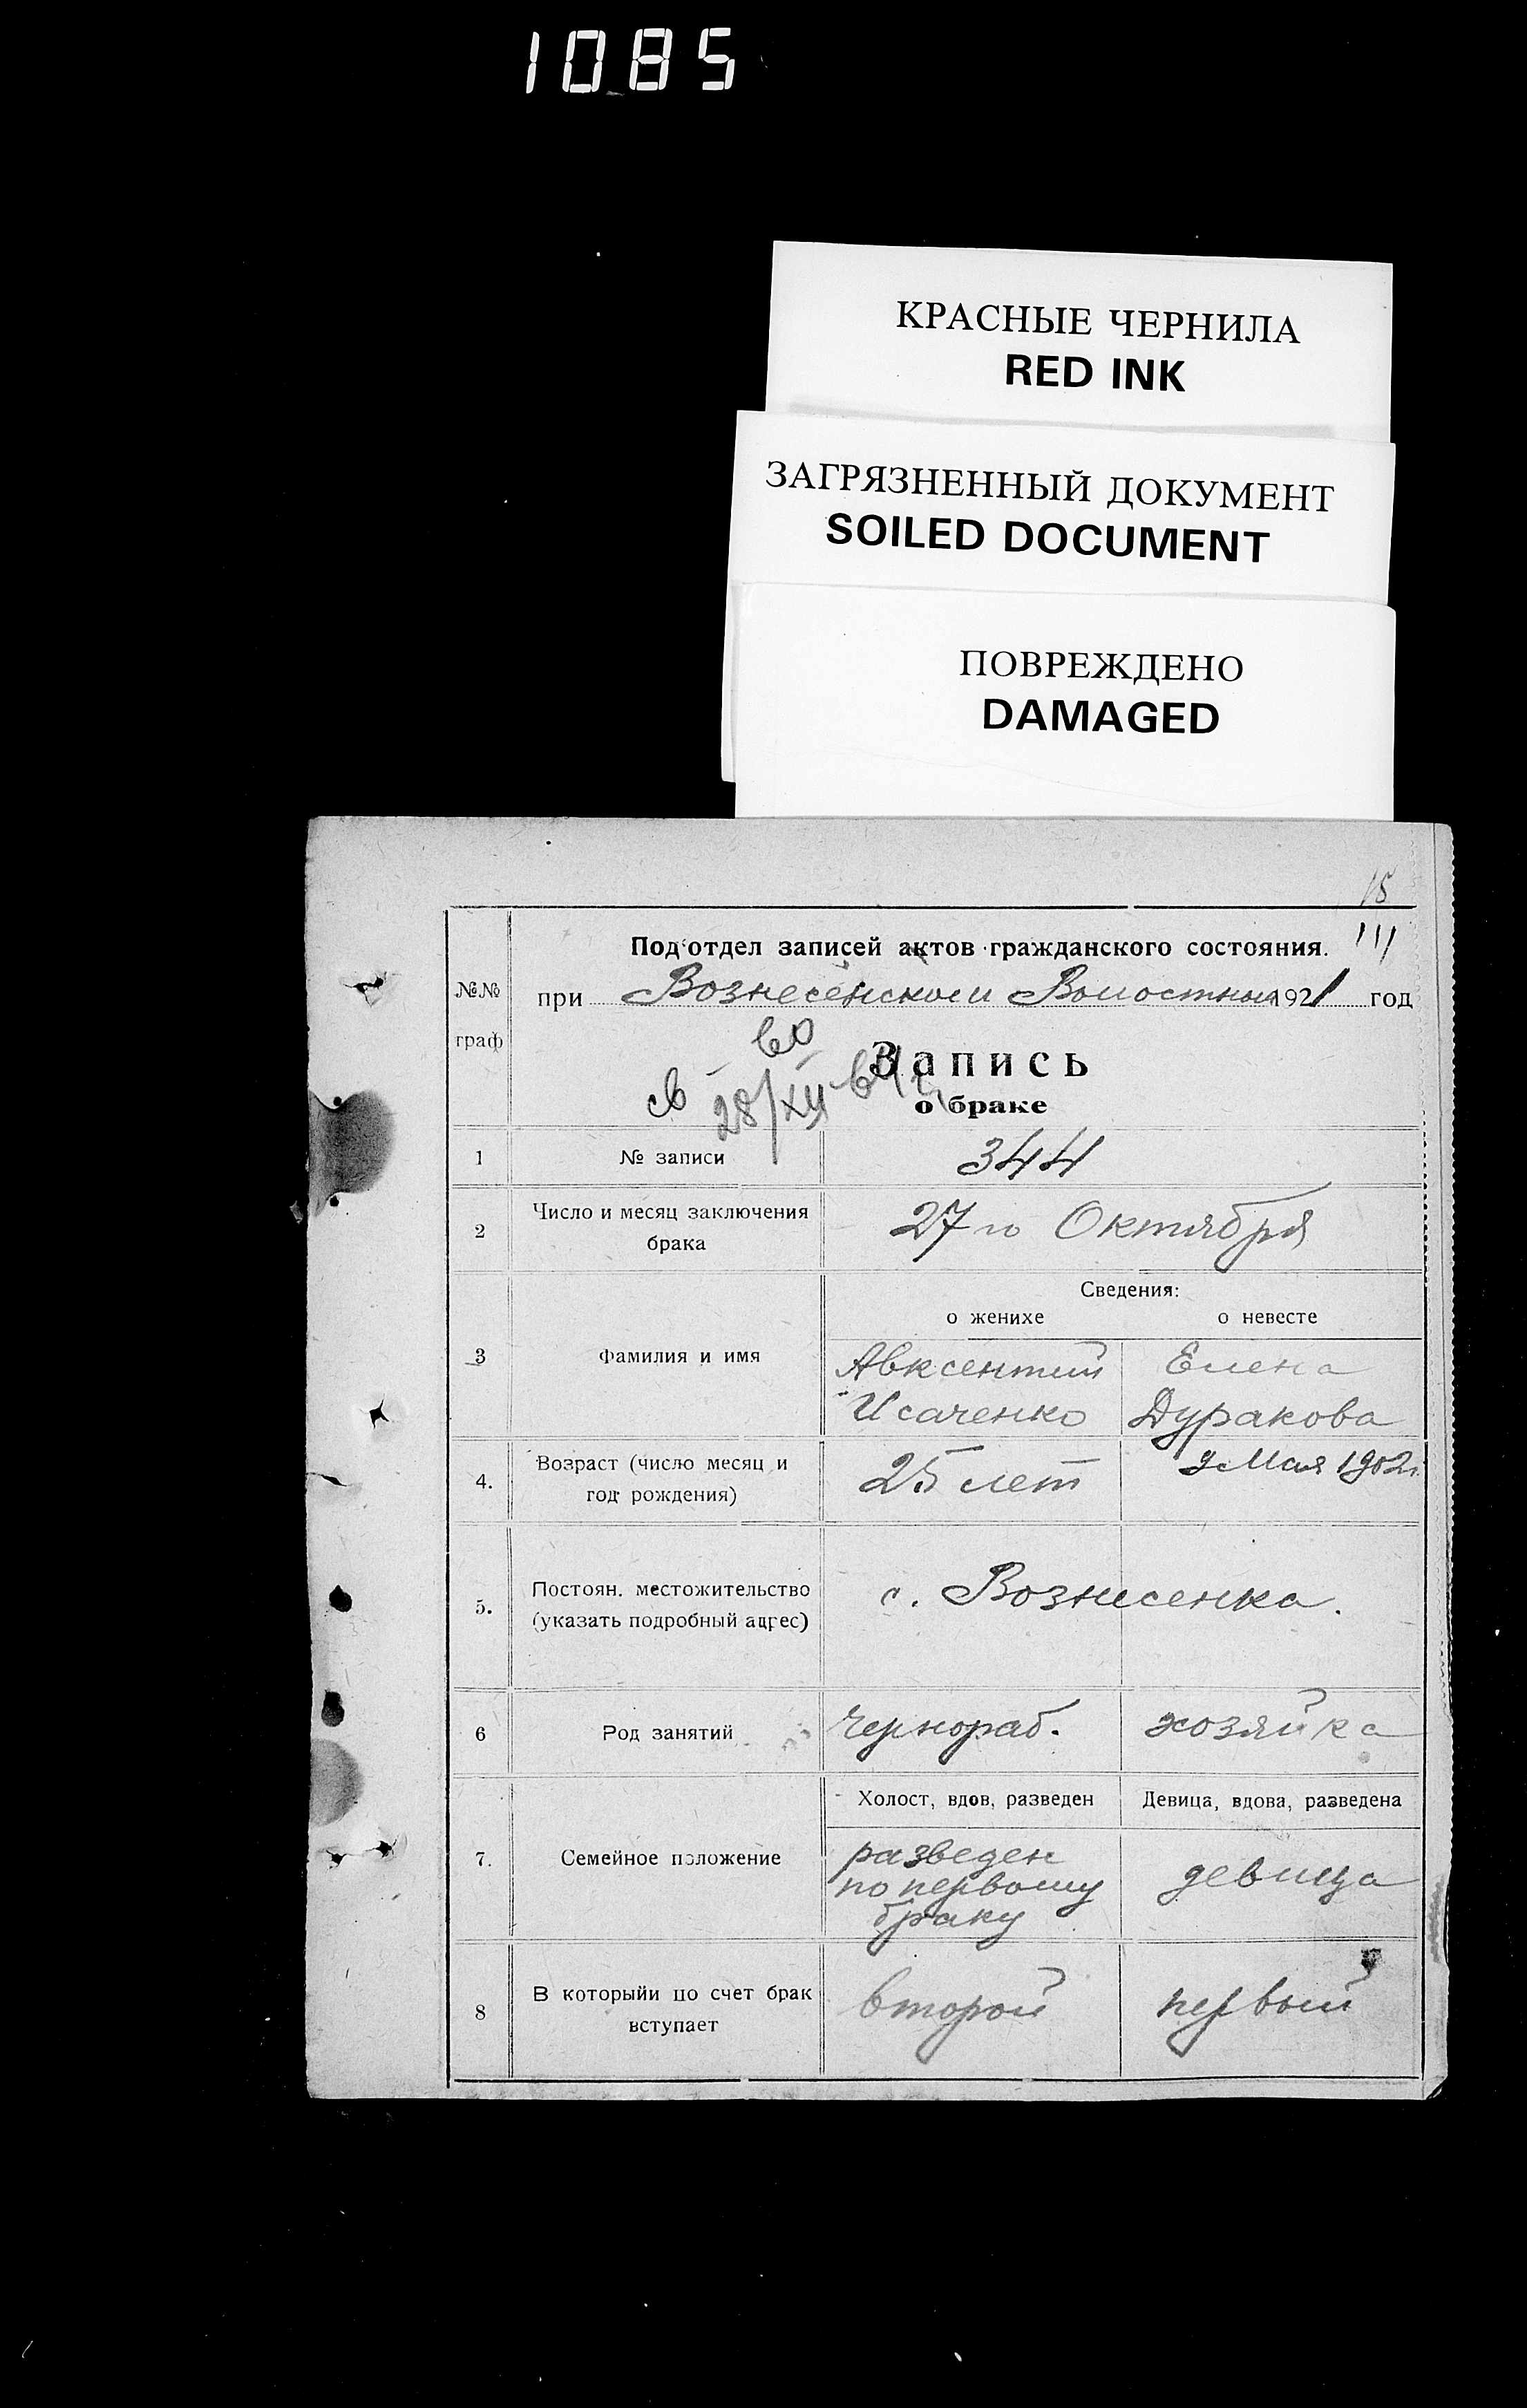 1085
КРАСНЫЕ ЧЕРНИЛА
RED INK
ЗАГРЯЗНЕННЫЙ ДОКУМЕНТ
SOILED DOCUMENT
ПОВРЕЖДЕНО
DAMAGED
Под'отдел записей актов гражданского состояния.
№№ граф
при Вознесенском Волостном 1921 год
Запись
28/XII
о браке
1 № записи 344
2 Число и месяц заключения брака 27го Октября
Сведения:
о женихе о невесте
3 Фамилия и имя Авксентий Елена
Исаченко Дуракова
4. Возраст (число месяц и год рождения) 25 лет Мая 1902г.
5. Постоян. местожительство с. Вознесенка.
(указать подробный адрес)
6 Род занятий чернораб. хозяйка
Холост, вдов, разведен Девица, вдова, разведена
7. Семейное положение разведен девица
по первому
браку
8 В которыйи по счет брак вступает второй первый